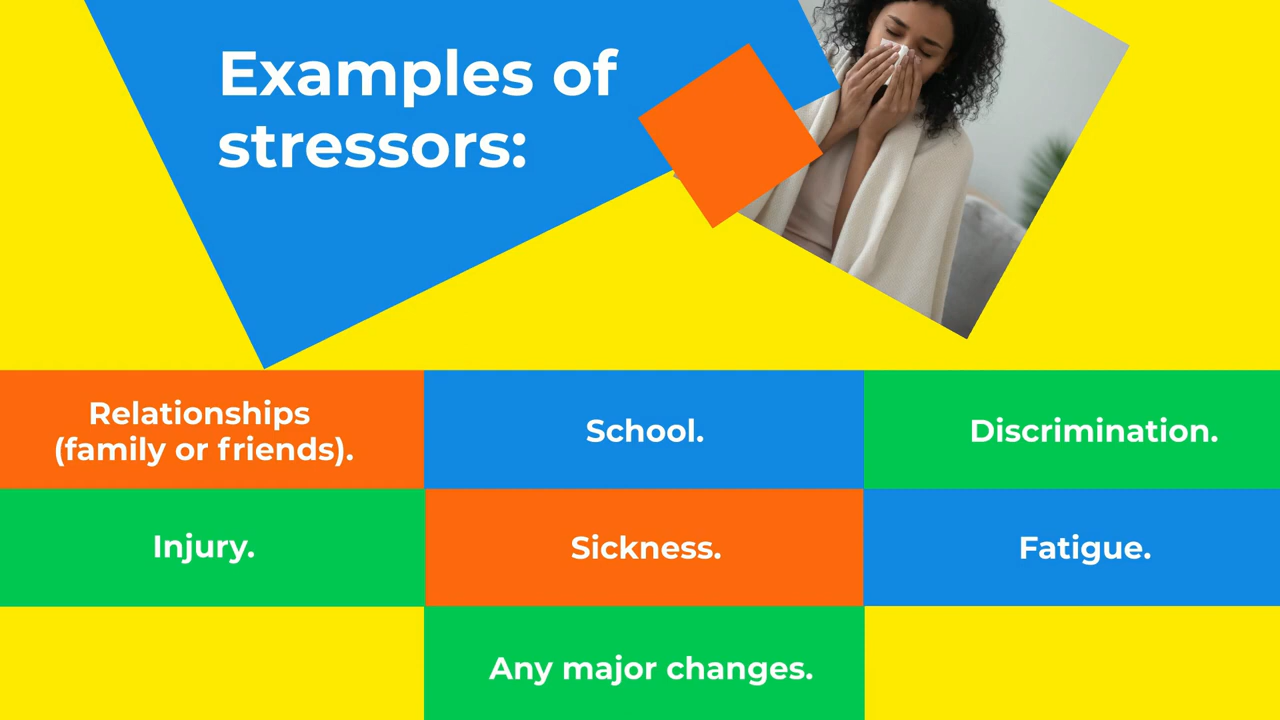 Examples of
stressors:
Relationships
(family or friends).
School.
Discrimination.
Injury.
Sickness.
Fatigue.
Any major changes.